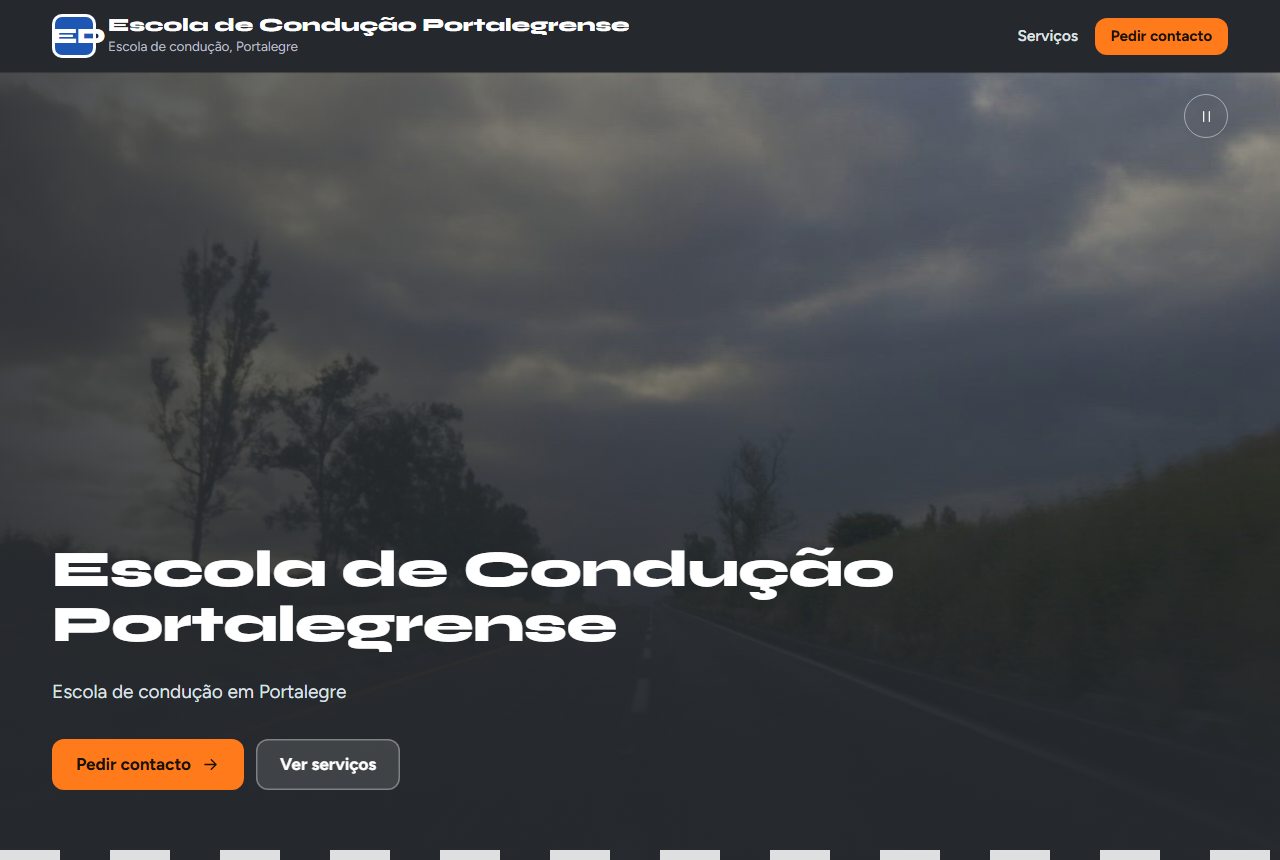 ED
Escola de Condução Portalegrense
Escola de condução, Portalegre
Serviços
Pedir contacto
Escola de Condução
Portalegrense
Escola de condução em Portalegre
Pedir contacto →
Ver serviços